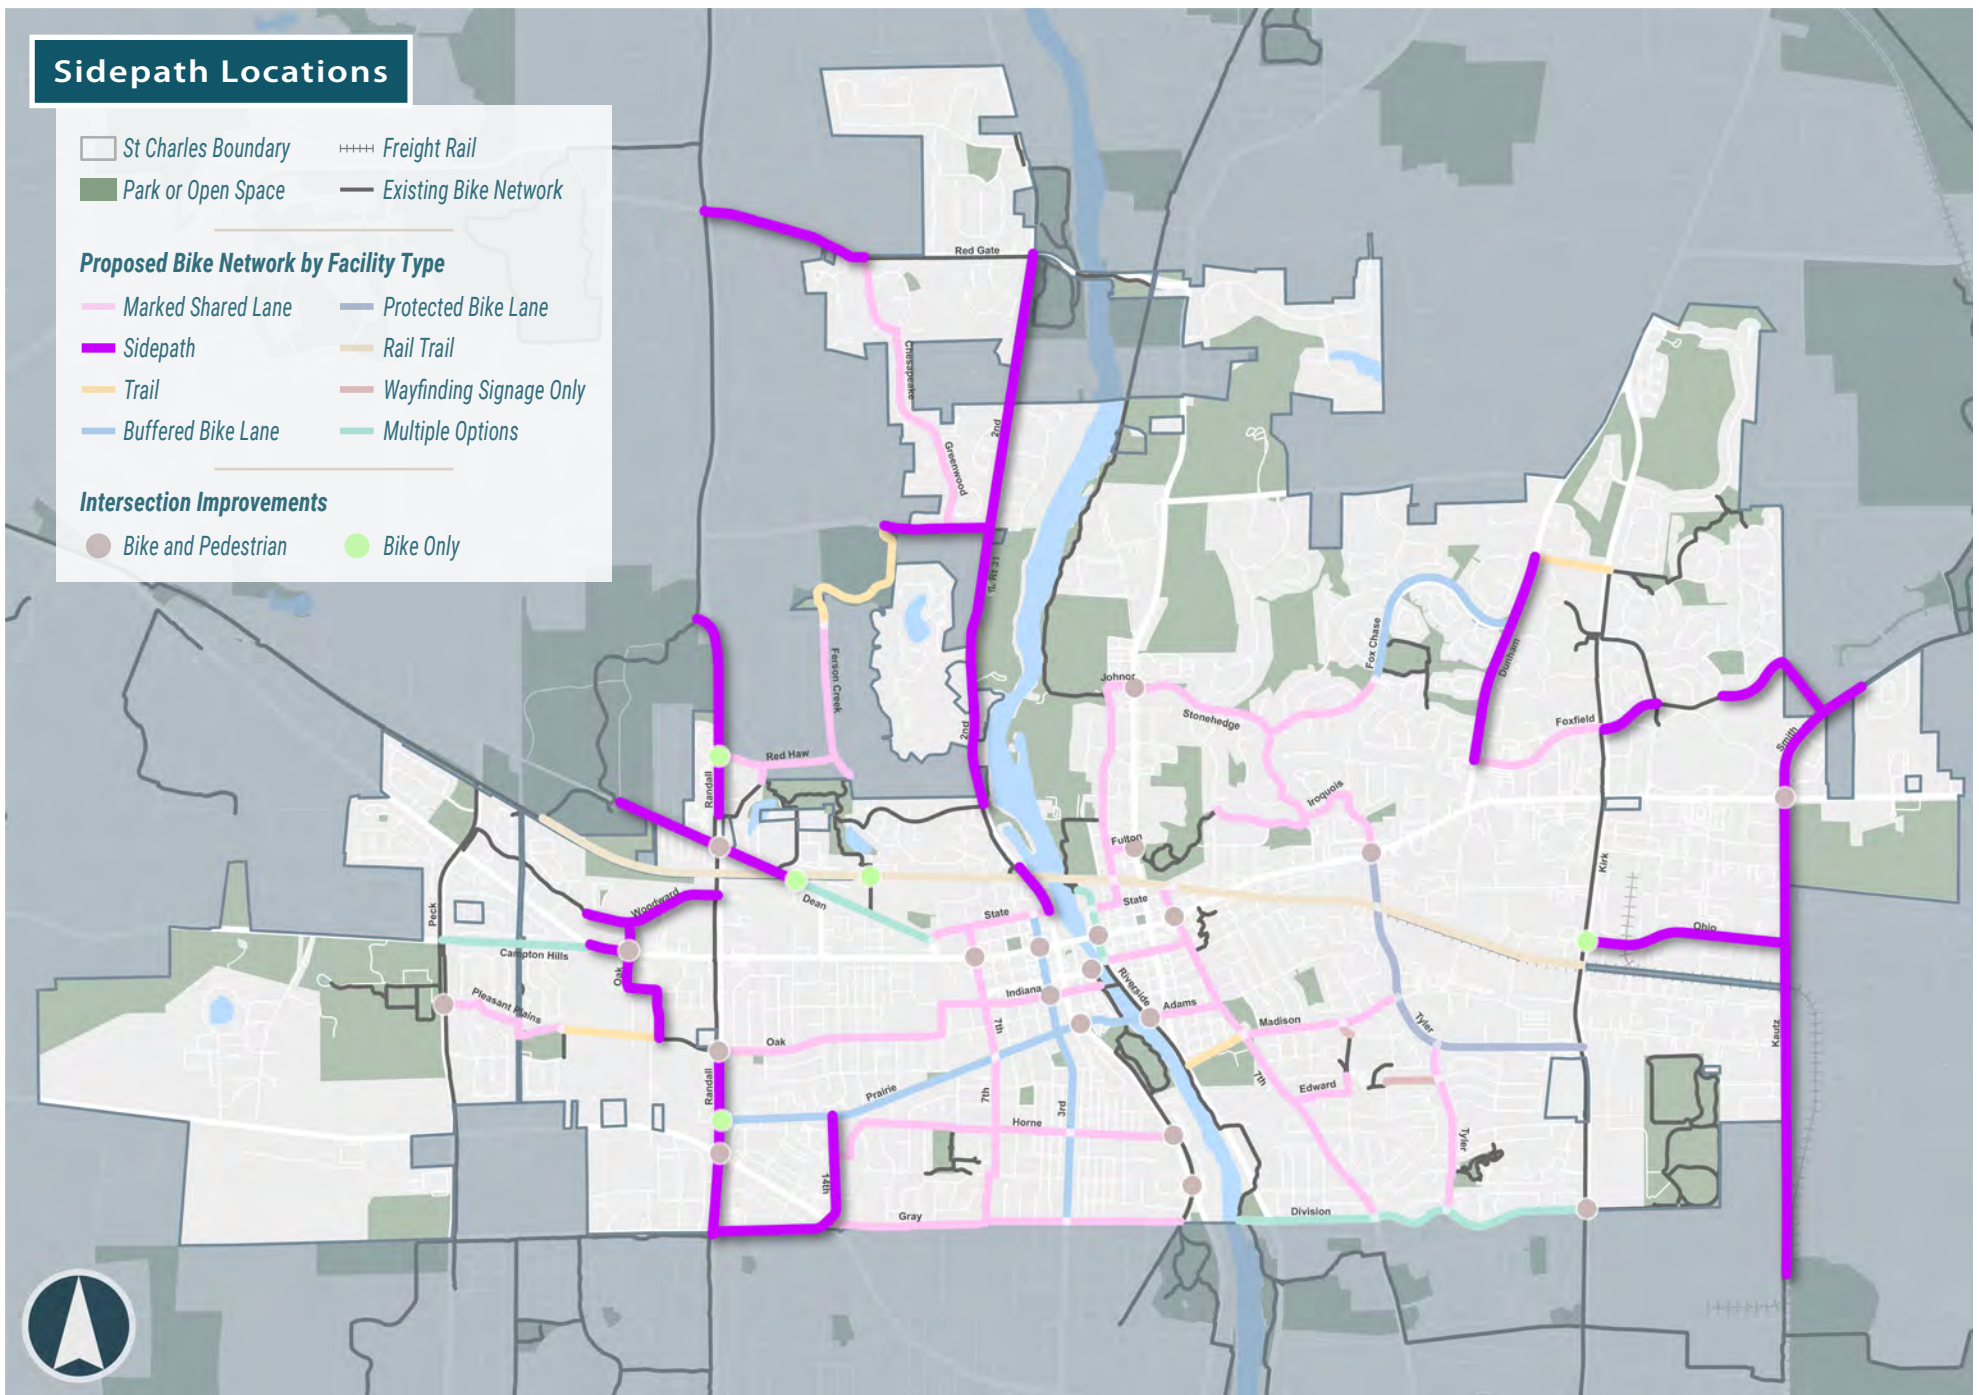 Sidepath Locations
St Charles Boundary
Freight Rail
Park or Open Space
Existing Bike Network
Proposed Bike Network by Facility Type
Marked Shared Lane
Protected Bike Lane
Sidepath
Rail Trail
Trail
Wayfinding Signage Only
Buffered Bike Lane
Multiple Options
Intersection Improvements
Bike and Pedestrian
Bike Only
Red Gate
Chesapeake
2nd
Greenwood
IL Rt 31
Ferson Creek
Fox Chase
Dunham
Johnor
Stonehedge
Foxfield
2nd
Red Haw
Randall
Smith
Iroquois
Fulton
Kirk
Woodward
Dean
Peck
State
State
Ohio
Campton Hills
Oak
Pleasant Plains
Indiana
Riverside
Adams
Madison
Tyler
Kautz
7th
Oak
Randall
Prairie
7th
3rd
7th
Edward
Horne
Tyler
14th
Gray
Division